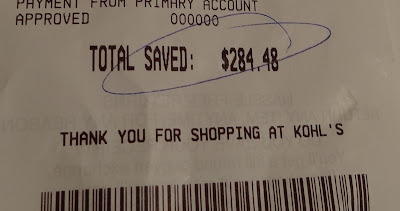 PAYMENT FROM PRIMARY ACCOUNT
APPROVED 000000
TOTAL SAVED: $284.48
THANK YOU FOR SHOPPING AT KOHL'S